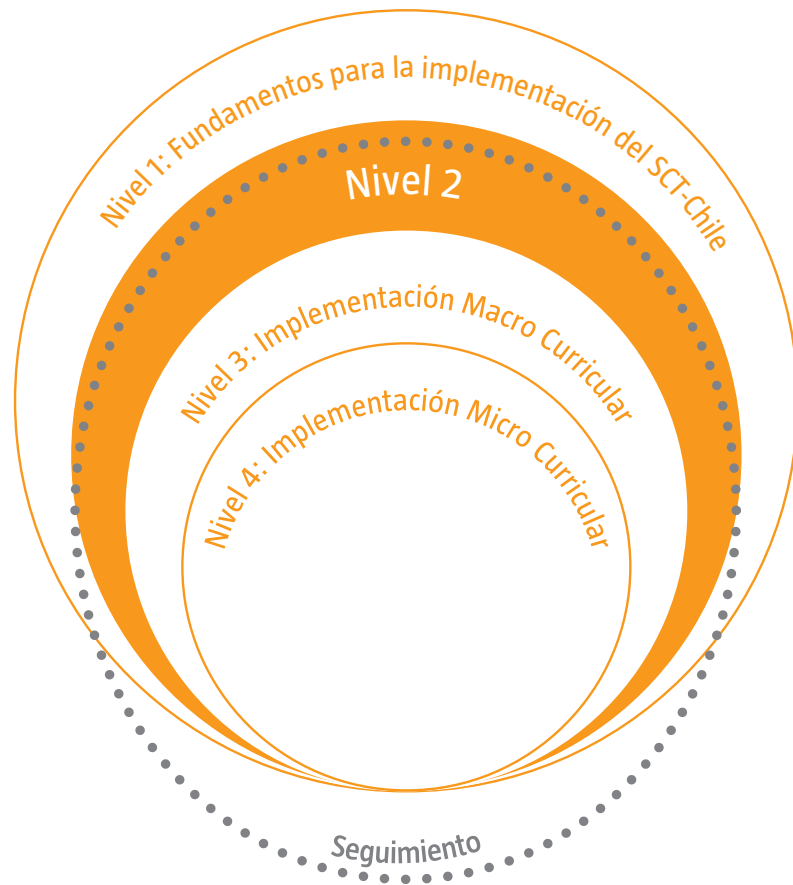 Nivel 1: Fundamentos para la implementación del SCT-Chile
Nivel 2
Nivel 3: Implementación Macro Curricular
Nivel 4: Implementación Micro Curricular
Seguimiento